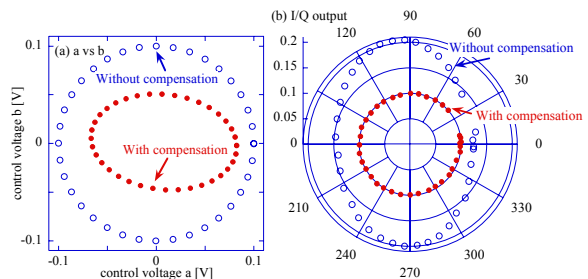 (a) a vs b
Without compensation
With compensation
control voltage b [V]
0.1
0
-0.1
-0.1
0
0.1
control voltage a [V]
(b) I/Q output
90
120
60
0.2
0.15
0.1
0.05
0
Without compensation
30
With compensation
0
210
330
240
300
270